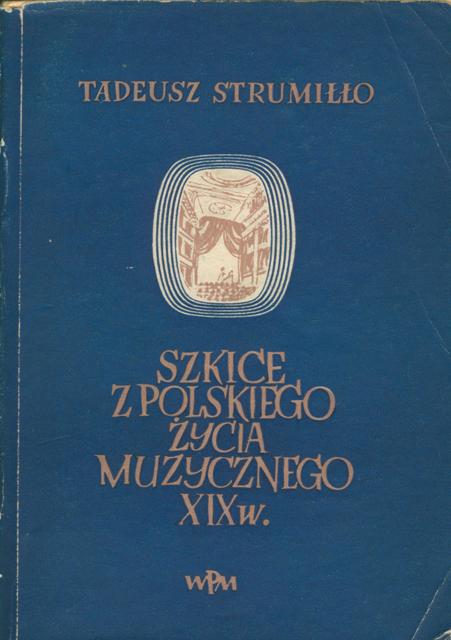 TADEUSZ STRUMIŁŁO
SZKICE
Z POLSKIEGO
ŻYCIA
MUZYCZNEGO
XIX w.
WPM